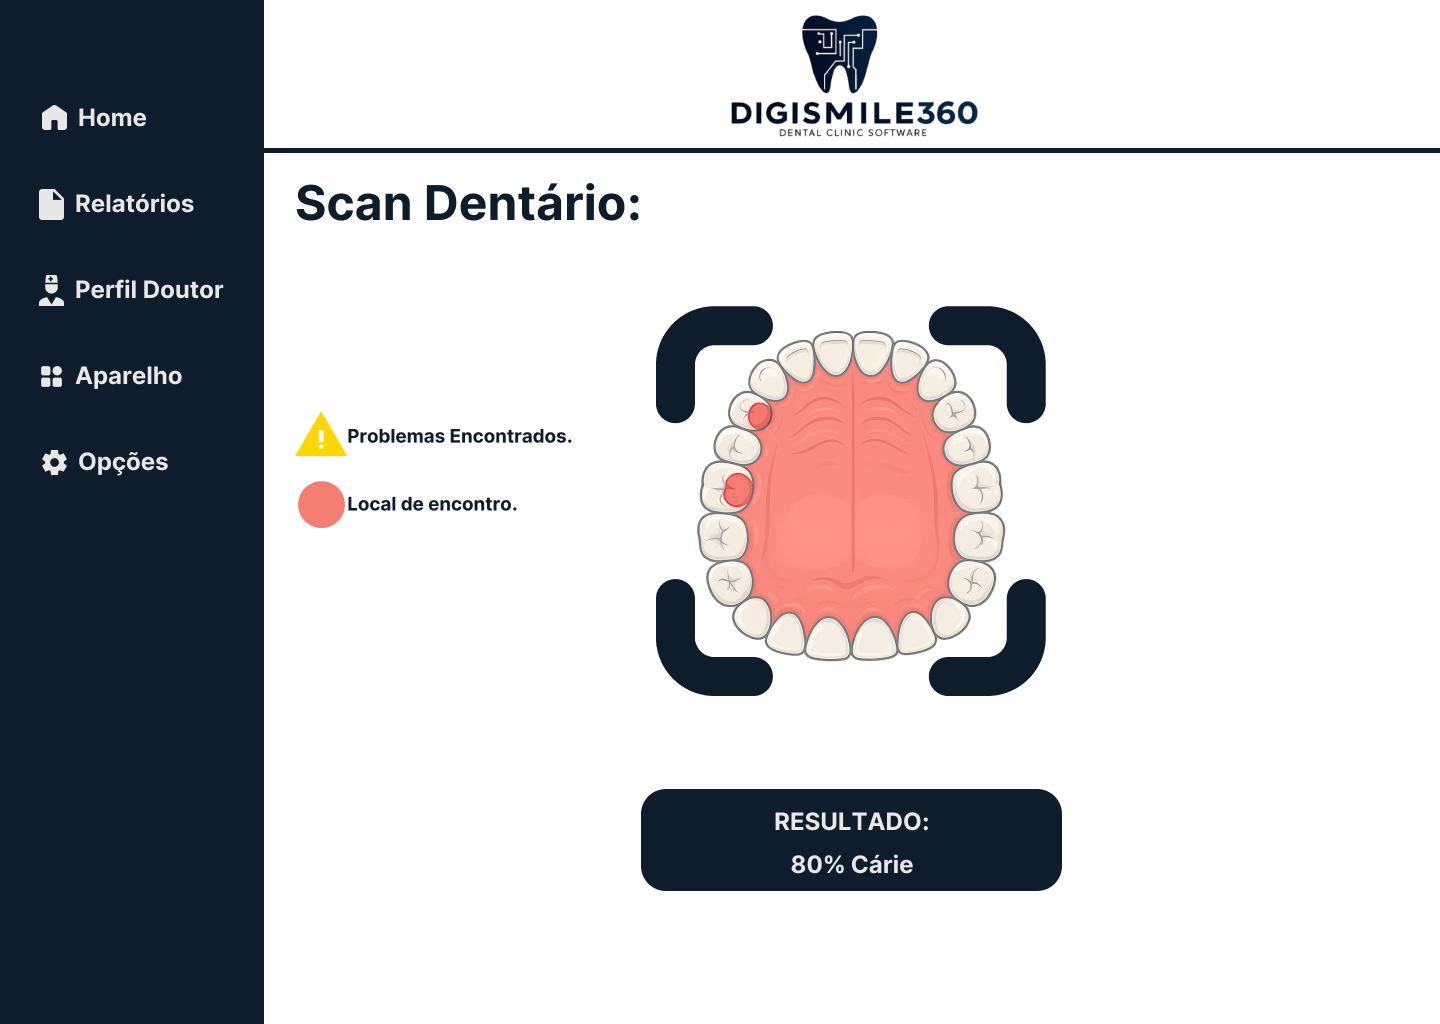 Home
Relatórios
Perfil Doutor
Aparelho
Opções
DIGISMILE360
DENTAL CLINIC SOFTWARE
Scan Dentário:
Problemas Encontrados.
Local de encontro.
RESULTADO:
80% Cárie